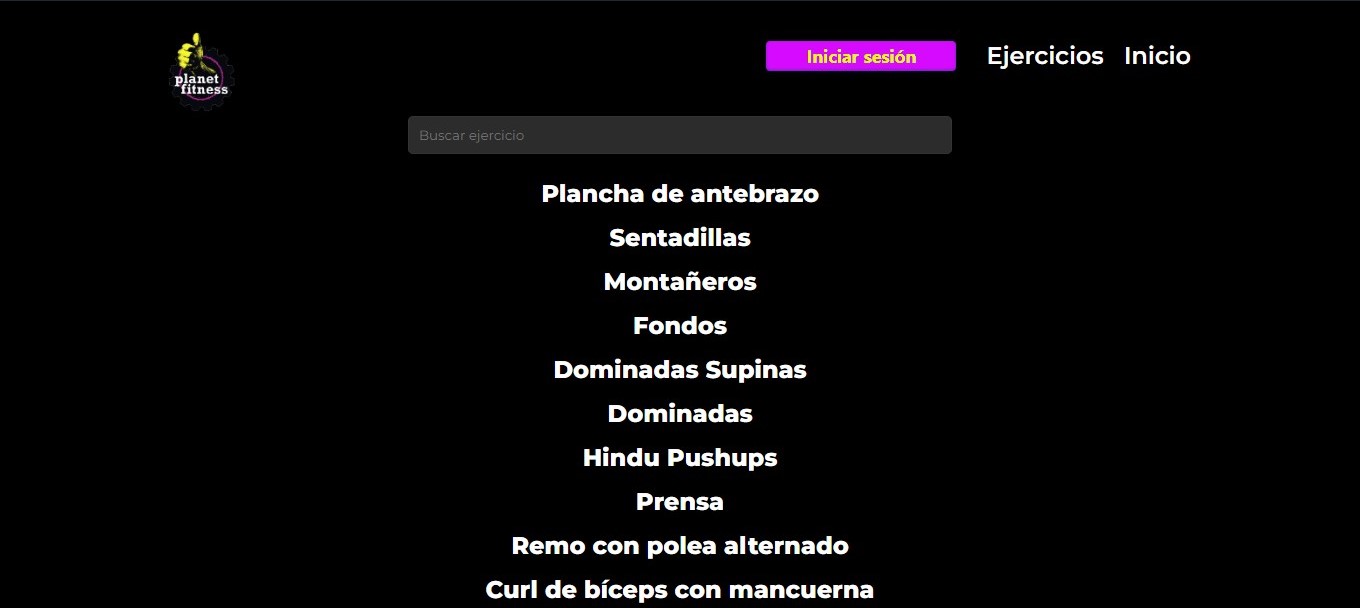 planet
fitness
Iniciar sesión
Ejercicios
Inicio
Buscar ejercicio
Plancha de antebrazo
Sentadillas
Montañeros
Fondos
Dominadas Supinas
Dominadas
Hindu Pushups
Prensa
Remo con polea alternado
Curl de bíceps con mancuerna